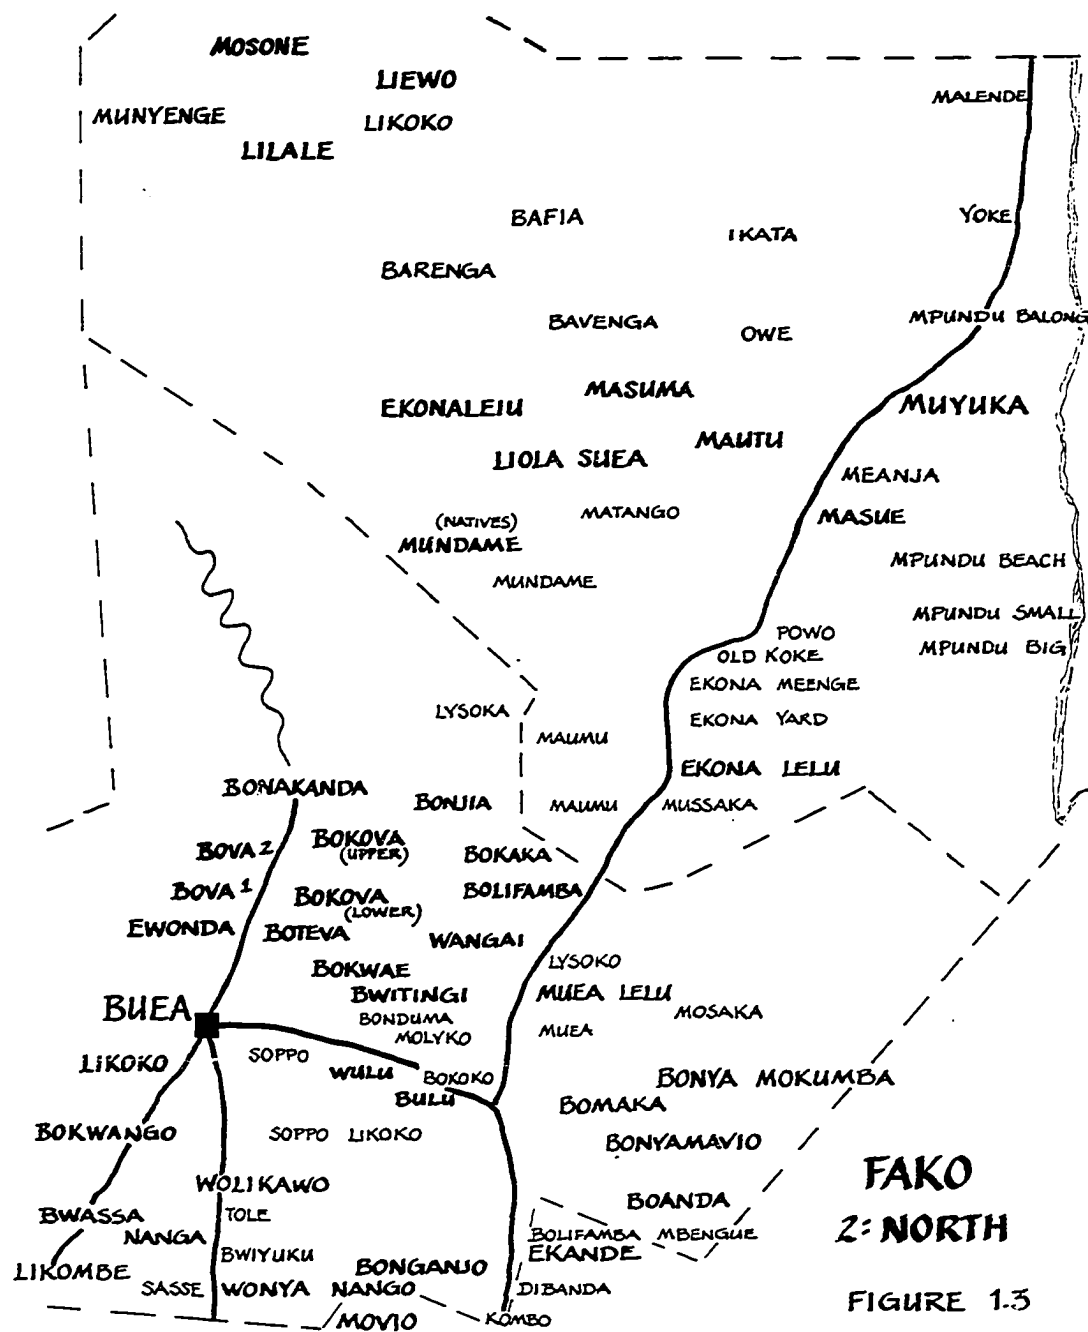 MOSONE
LIEWO
MALENDE
MUNYENGE
LIKOKO
LILALE
BAFIA
YOKE
IKATA
BARENGA
BAVENGA
MPUNDU BALONG
OWE
MASUMA
EKONALEIU
MUYUKA
MAUTU
LIOLA SUEA
MEANJA
MATANGO
MASUE
(NATIVES)
MUNDAME
MPUNDU BEACH
MUNDAME
MPUNDU SMALL
POWO
MPUNDU BIG
OLD KOKE
EKONA MEENGE
LYSOKA
EKONA YARD
MAUMU
EKONA LELU
BONAKANDA
BONJIA
MAUMU
MUSSAKA
BOKOVA
(UPPER)
BOVA 2
BOKAKA
BOVA 1
BOLIFAMBA
BOKOVA
(LOWER)
EWONDA
BOTEVA
WANGAI
LYSOKO
BOKWAE
BWITINGI
MUEA LELU
BUEA
BONDUMA
MOSAKA
MOLYKO
MUEA
SOPPO
LIKOKO
WULU
BOKOKO
BONYA MOKUMBA
BULU
BOMAKA
BOKWANGO
SOPPO LIKOKO
BONYAMAVIO
FAKO
WOLIKAWO
BOANDA
BWASSA
TOLE
2: NORTH
NANGA
BOLIFAMBA MBENGUE
BWIYUKU
EKANDE
LIKOMBE
BONGANJO
SASSE
WONYA NANGO
DIBANDA
FIGURE 1.3
MOVIO
KOMBO